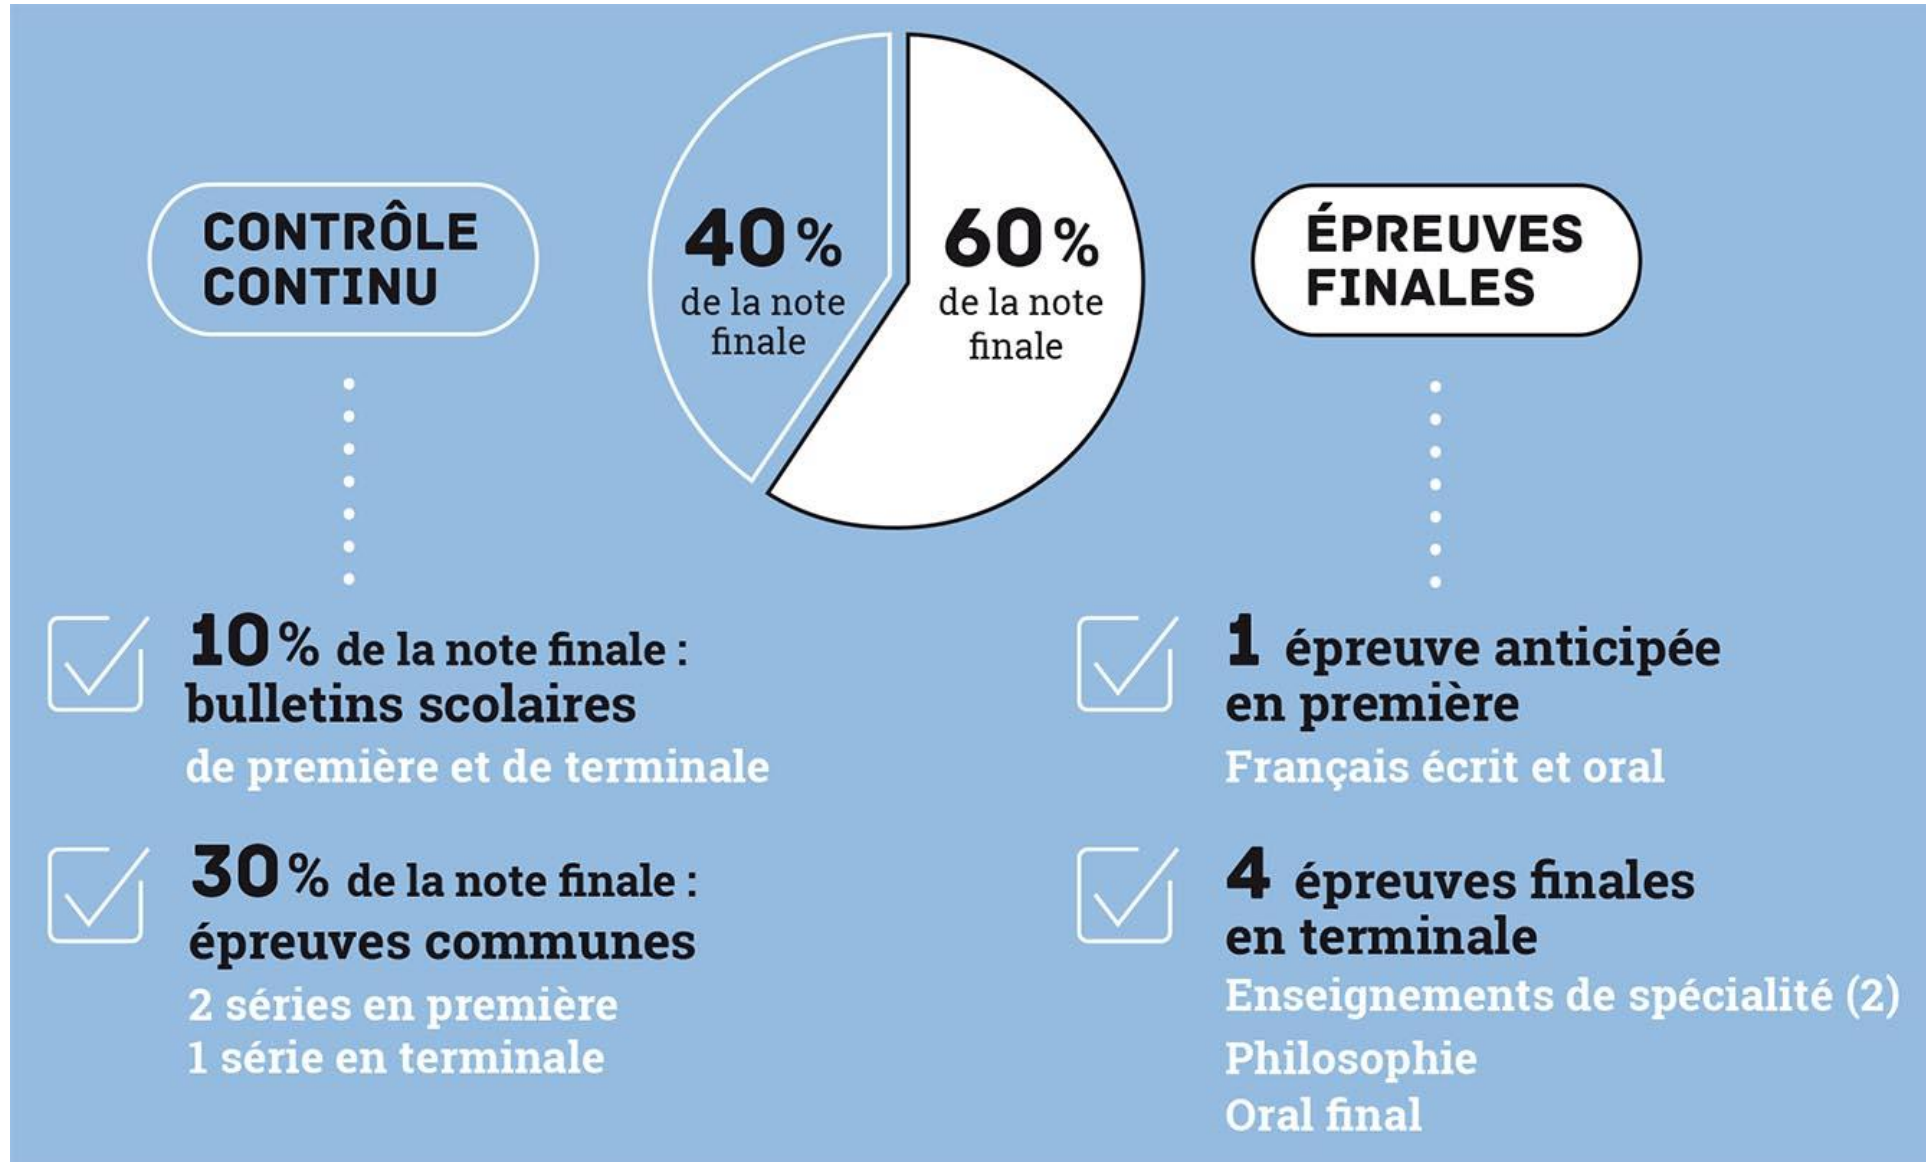 CONTRÔLE
CONTINU
40%
de la note
finale
60%
de la note
finale
ÉPREUVES
FINALES
10% de la note finale :
bulletins scolaires
de première et de terminale
30% de la note finale :
épreuves communes
2 séries en première
1 série en terminale
1 épreuve anticipée
en première
Français écrit et oral
4 épreuves finales
en terminale
Enseignements de spécialité (2)
Philosophie
Oral final